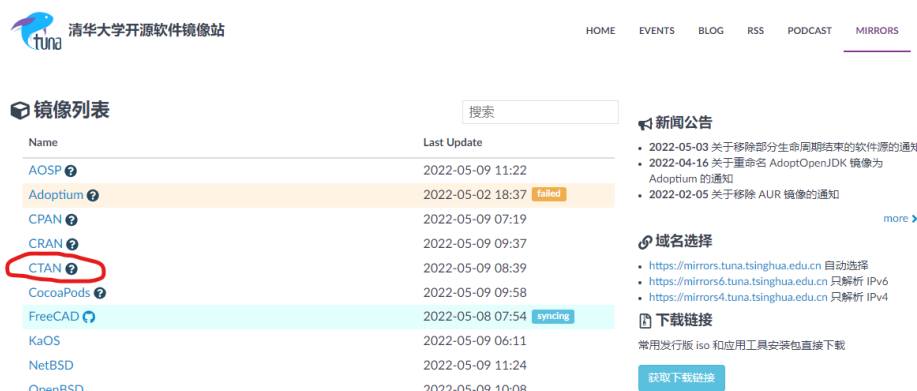 tuna
清华大学开源软件镜像站
HOME EVENTS BLOG RSS PODCAST MIRRORS
镜像列表
搜索
Name Last Update
AOSP 2022-05-09 11:22
Adoptium 2022-05-02 18:37 failed
CPAN 2022-05-09 07:19
CRAN 2022-05-09 09:37
CTAN 2022-05-09 08:39
CocoaPods 2022-05-09 09:58
FreeCAD 2022-05-08 07:54 syncing
KaOS 2022-05-09 06:11
NetBSD 2022-05-09 11:24
OpenBSD 2022-05-09 10:08
新闻公告
2022-05-03 关于移除部分生命周期结束的软件源的通知
2022-04-16 关于重命名 AdoptOpenJDK 镜像为
Adoptium 的通知
2022-02-05 关于移除 AUR 镜像的通知
more
域名选择
https://mirrors.tuna.tsinghua.edu.cn 自动选择
https://mirrors6.tuna.tsinghua.edu.cn 只解析 IPv6
https://mirrors4.tuna.tsinghua.edu.cn 只解析 IPv4
下载链接
常用发行版 iso 和应用工具安装包直接下载
获取下载链接